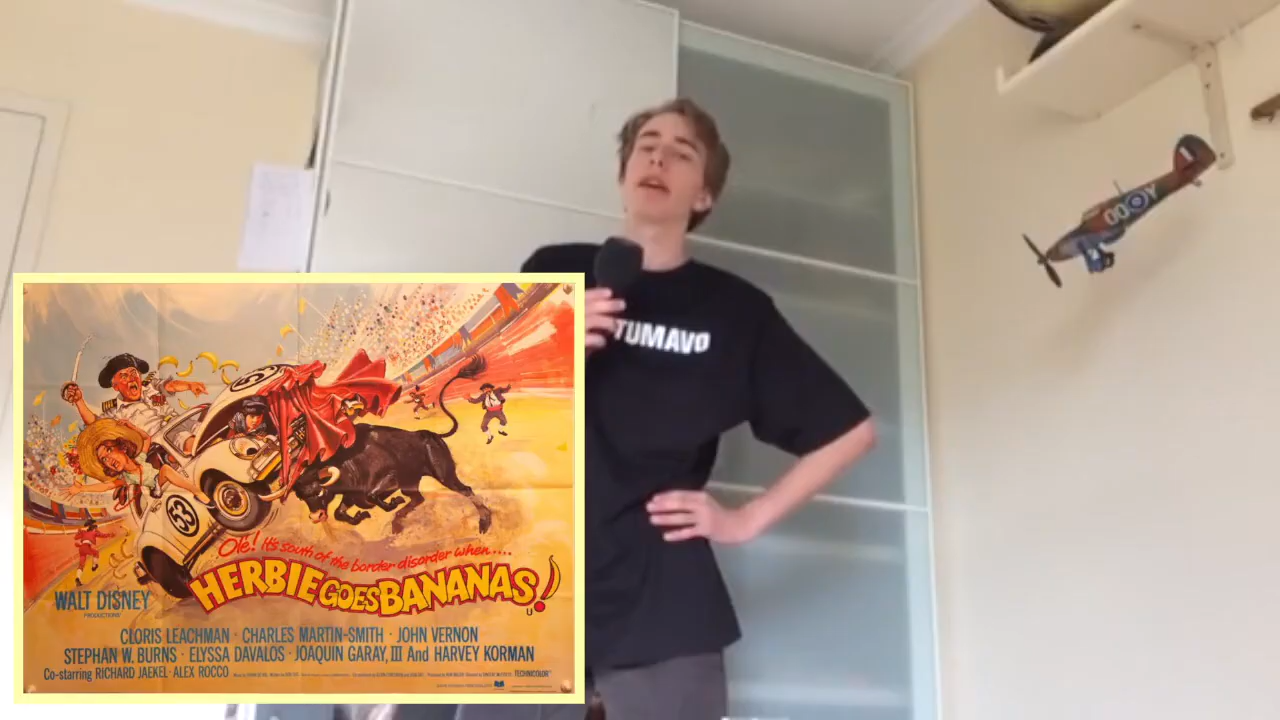 TUMAVO
OO Y
53
53
Olé! It's south of the border disorder when....
HERBIE GOES BANANAS!
U
WALT DISNEY
PRODUCTIONS'
CLORIS LEACHMAN · CHARLES MARTIN-SMITH · JOHN VERNON
STEPHAN W. BURNS · ELYSSA DAVALOS · JOAQUIN GARAY, III And HARVEY KORMAN
Co-starring RICHARD JAEKEL · ALEX ROCCO
TECHNICOLOR®